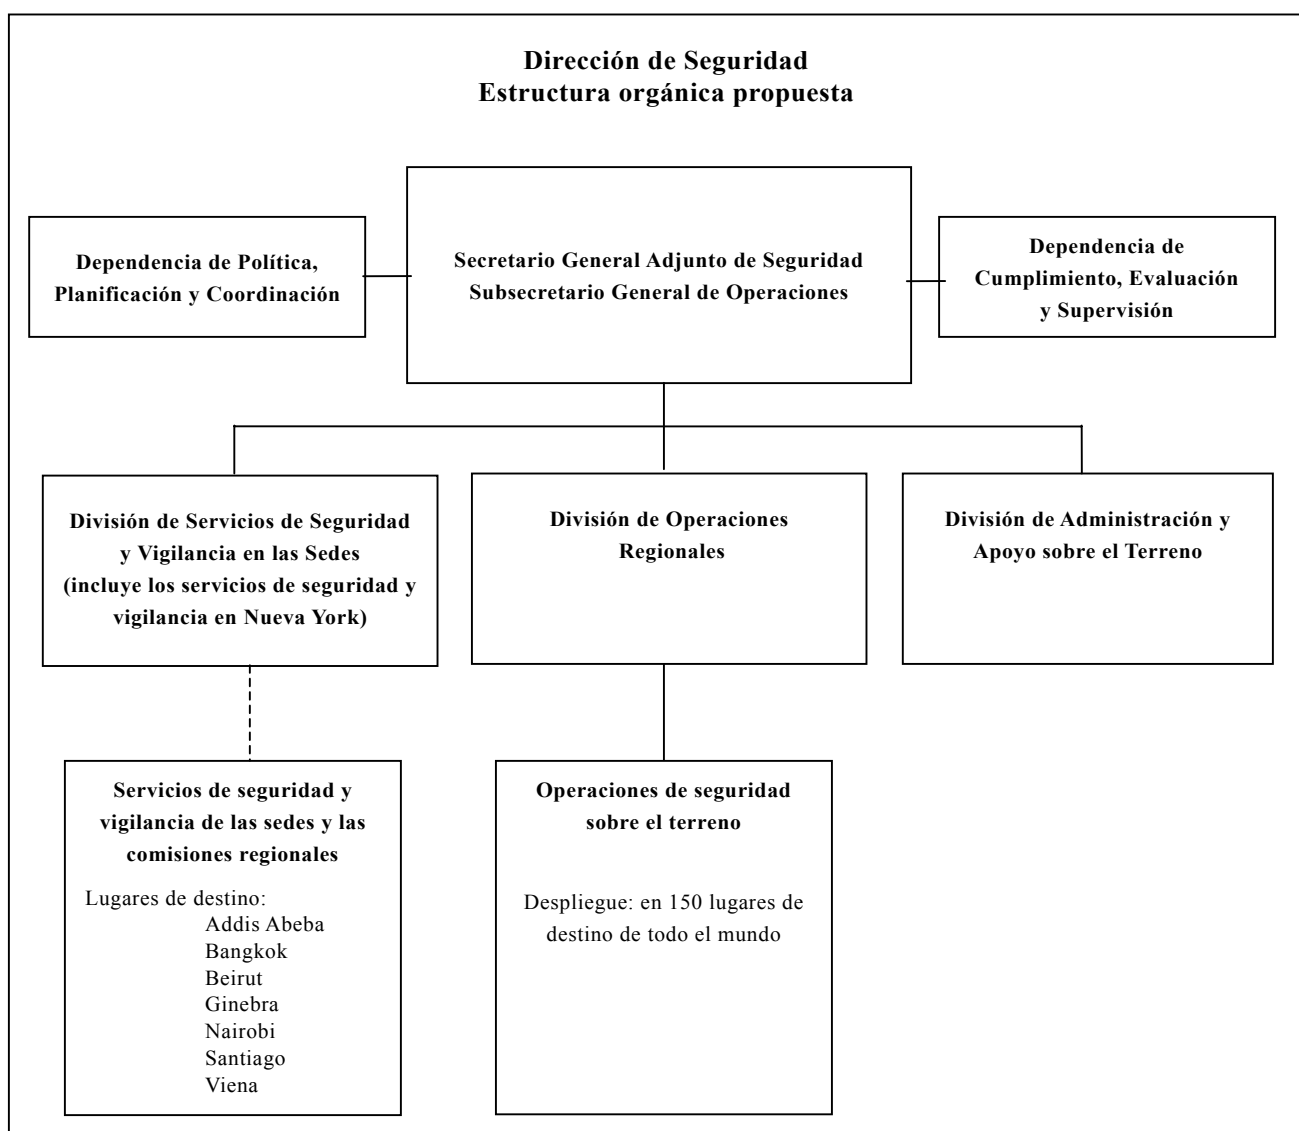 Dirección de Seguridad
Estructura orgánica propuesta
Dependencia de Política,
Planificación y Coordinación
Secretario General Adjunto de Seguridad
Subsecretario General de Operaciones
Dependencia de
Cumplimiento, Evaluación
y Supervisión
División de Servicios de Seguridad
y Vigilancia en las Sedes
(incluye los servicios de seguridad y
vigilancia en Nueva York)
División de Operaciones
Regionales
División de Administración y
Apoyo sobre el Terreno
Servicios de seguridad y
vigilancia de las sedes y las
comisiones regionales
Lugares de destino:
Addis Abeba
Bangkok
Beirut
Ginebra
Nairobi
Santiago
Viena
Operaciones de seguridad
sobre el terreno
Despliegue: en 150 lugares de
destino de todo el mundo